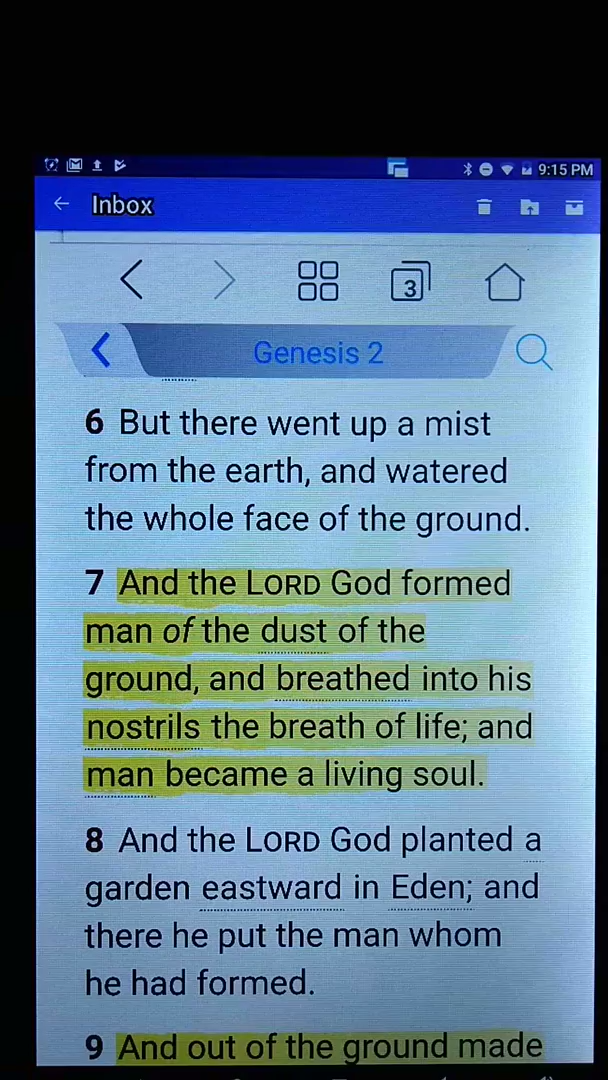 9:15 PM
Inbox
3
Genesis 2
6 But there went up a mist
from the earth, and watered
the whole face of the ground.
7 And the LORD God formed
man of the dust of the
ground, and breathed into his
nostrils the breath of life; and
man became a living soul.
8 And the LORD God planted a
garden eastward in Eden; and
there he put the man whom
he had formed.
9 And out of the ground made